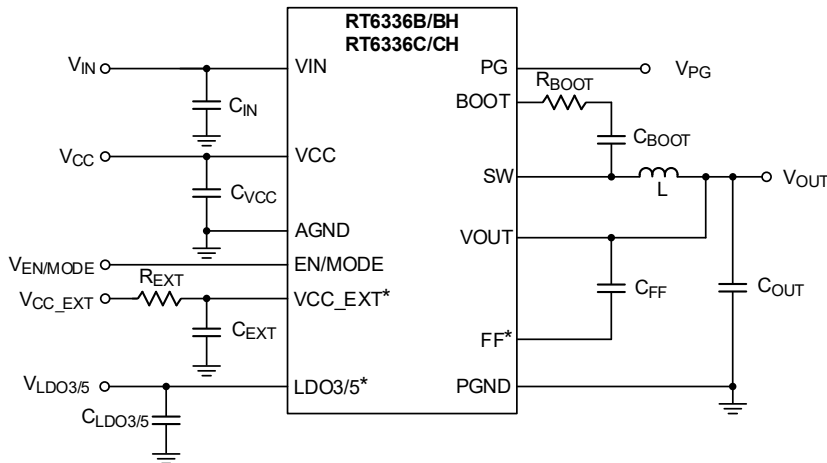 RT6336B/BH
RT6336C/CH
VIN
VIN
CIN
VCC
VCC
CVCC
AGND
VEN/MODE
EN/MODE
VCC_EXT
REXT
VCC_EXT*
CEXT
VLDO3/5
LDO3/5*
CLDO3/5
PG
VPG
BOOT
RBOOT
CBOOT
SW
L
VOUT
VOUT
CFF
COUT
FF*
PGND